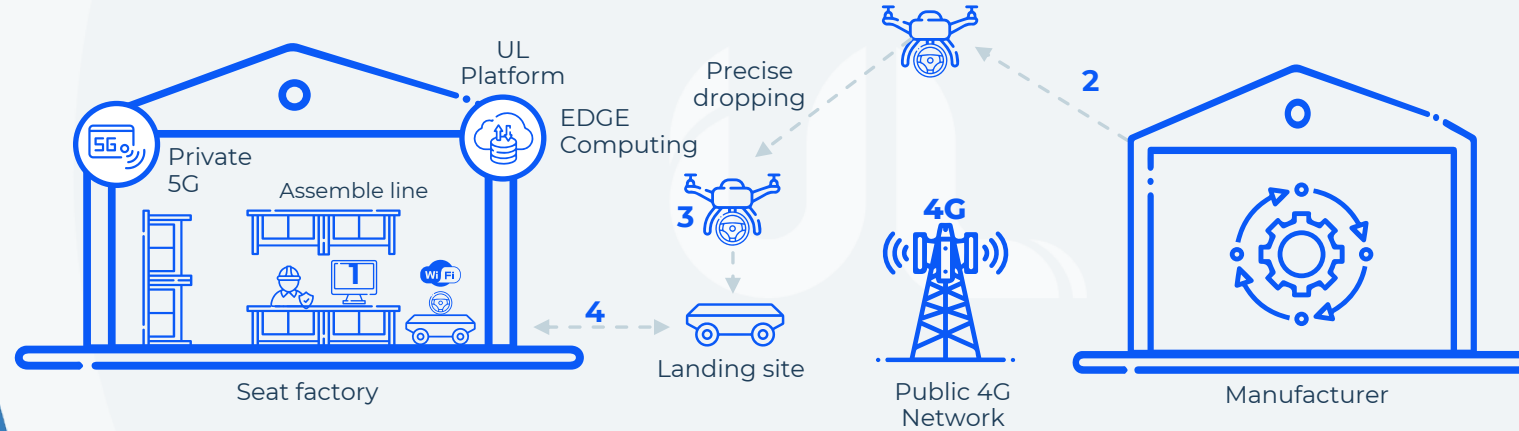 UL
Platform
EDGE
Computing
5G
Private
5G
Assemble line
1
Wi Fi
Seat factory
Precise
dropping
2
3
4
Landing site
4G
Public 4G
Network
Manufacturer